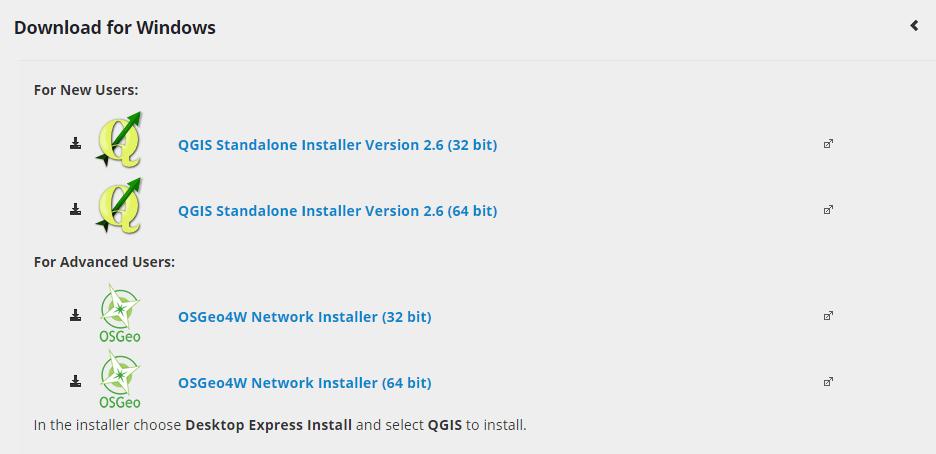 Download for Windows
For New Users:
QGIS Standalone Installer Version 2.6 (32 bit)
QGIS Standalone Installer Version 2.6 (64 bit)
For Advanced Users:
OSGeo
OSGeo4W Network Installer (32 bit)
OSGeo
OSGeo4W Network Installer (64 bit)
In the installer choose Desktop Express Install and select QGIS to install.